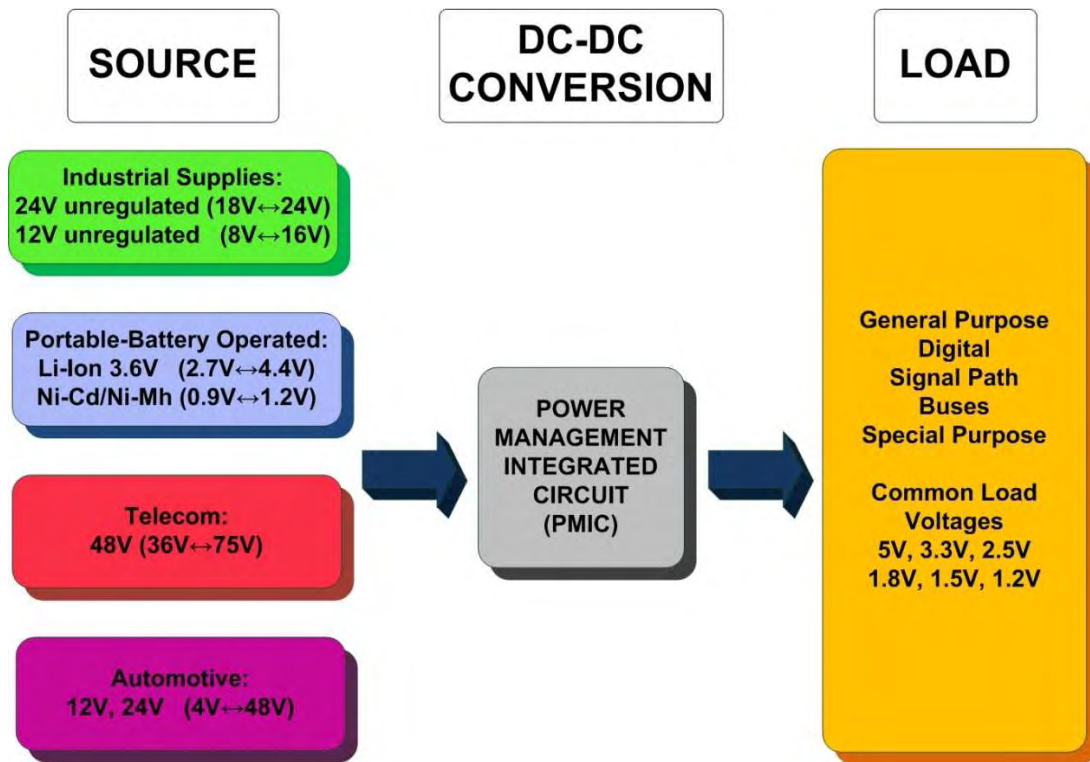 SOURCE
DC-DC
CONVERSION
LOAD
Industrial Supplies:
24V unregulated (18V↔24V)
12V unregulated (8V↔16V)
Portable-Battery Operated:
Li-Ion 3.6V (2.7V↔4.4V)
Ni-Cd/Ni-Mh (0.9V↔1.2V)
Telecom:
48V (36V↔75V)
Automotive:
12V, 24V (4V↔48V)
POWER
MANAGEMENT
INTEGRATED
CIRCUIT
(PMIC)
General Purpose
Digital
Signal Path
Buses
Special Purpose
Common Load
Voltages
5V, 3.3V, 2.5V
1.8V, 1.5V, 1.2V